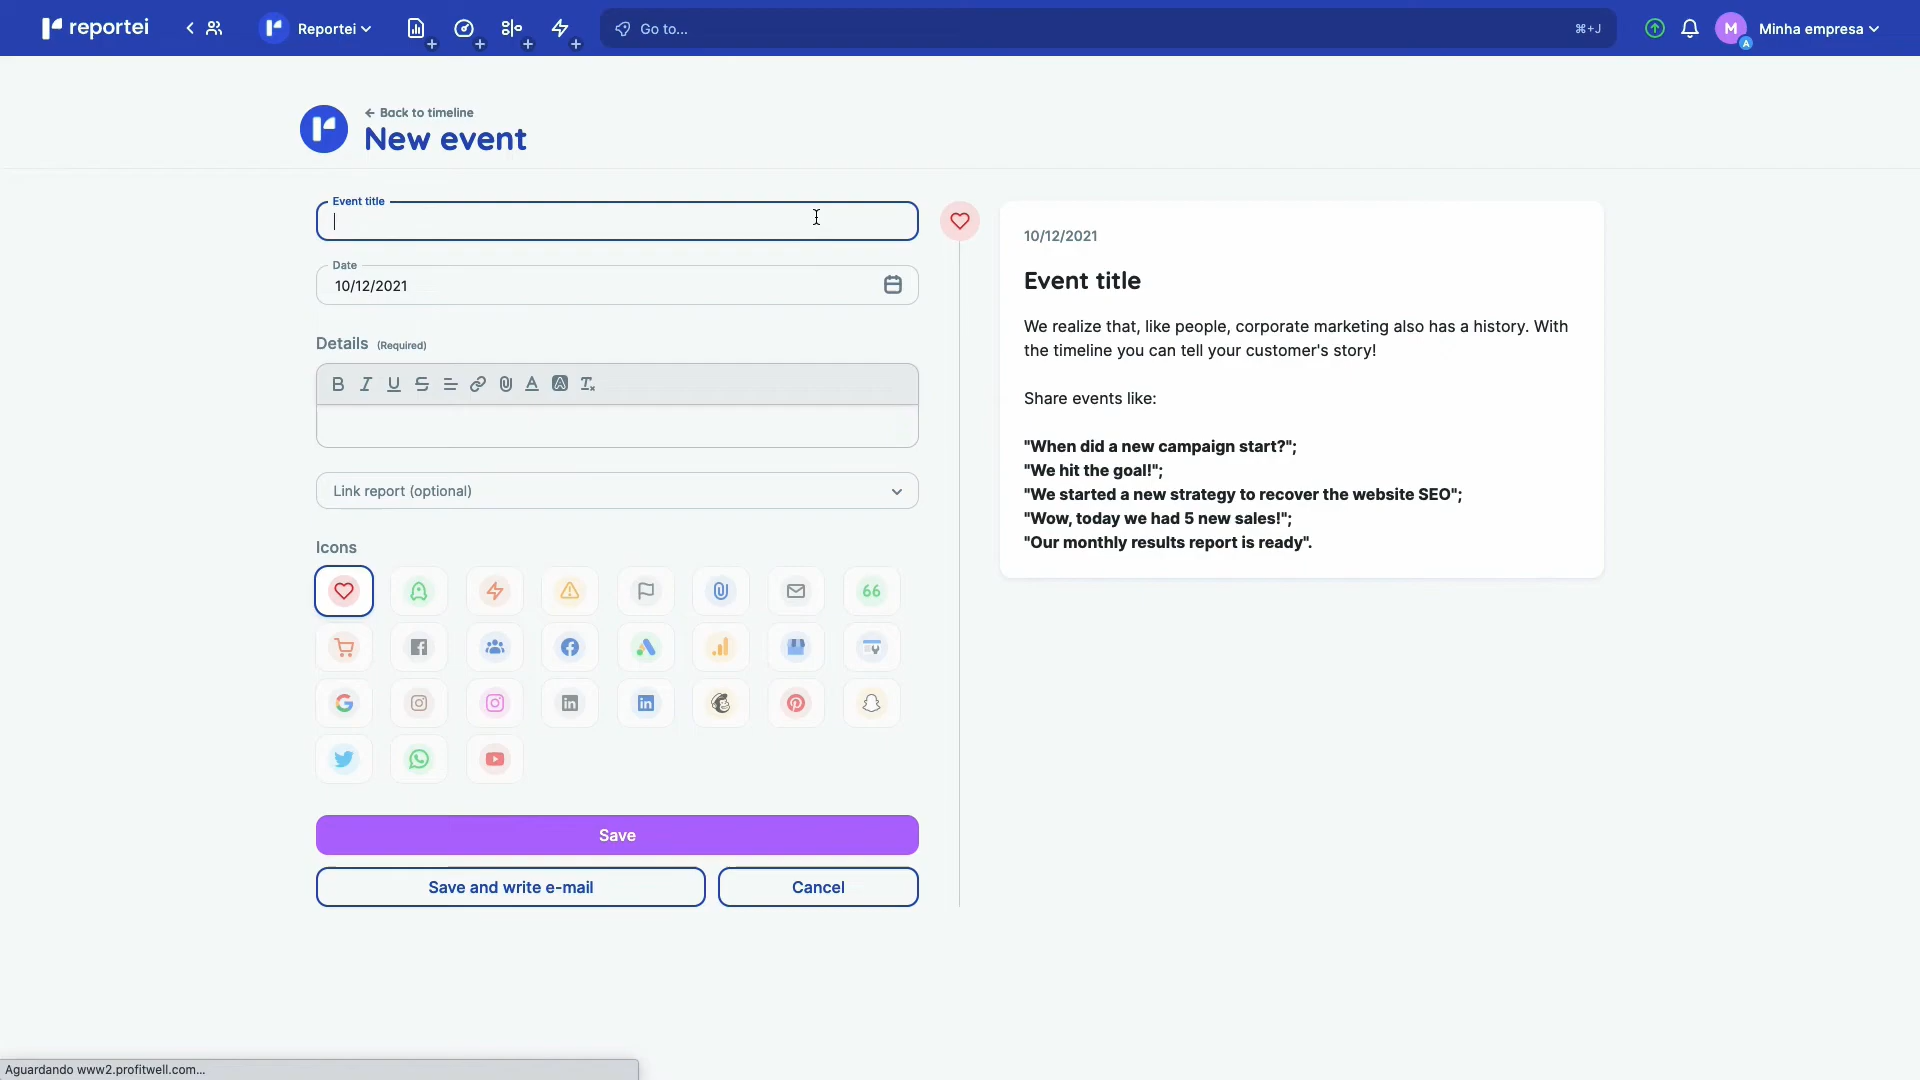 reportei
Reportei
Go to...
⌘+J
M
A
Minha empresa
← Back to timeline
New event
Event title
Date
10/12/2021
Details (Required)
Link report (optional)
Icons
Save
Save and write e-mail
Cancel
10/12/2021
Event title
We realize that, like people, corporate marketing also has a history. With
the timeline you can tell your customer's story!
Share events like:
"When did a new campaign start?";
"We hit the goal!";
"We started a new strategy to recover the website SEO";
"Wow, today we had 5 new sales!";
"Our monthly results report is ready".
Aguardando www2.profitwell.com...